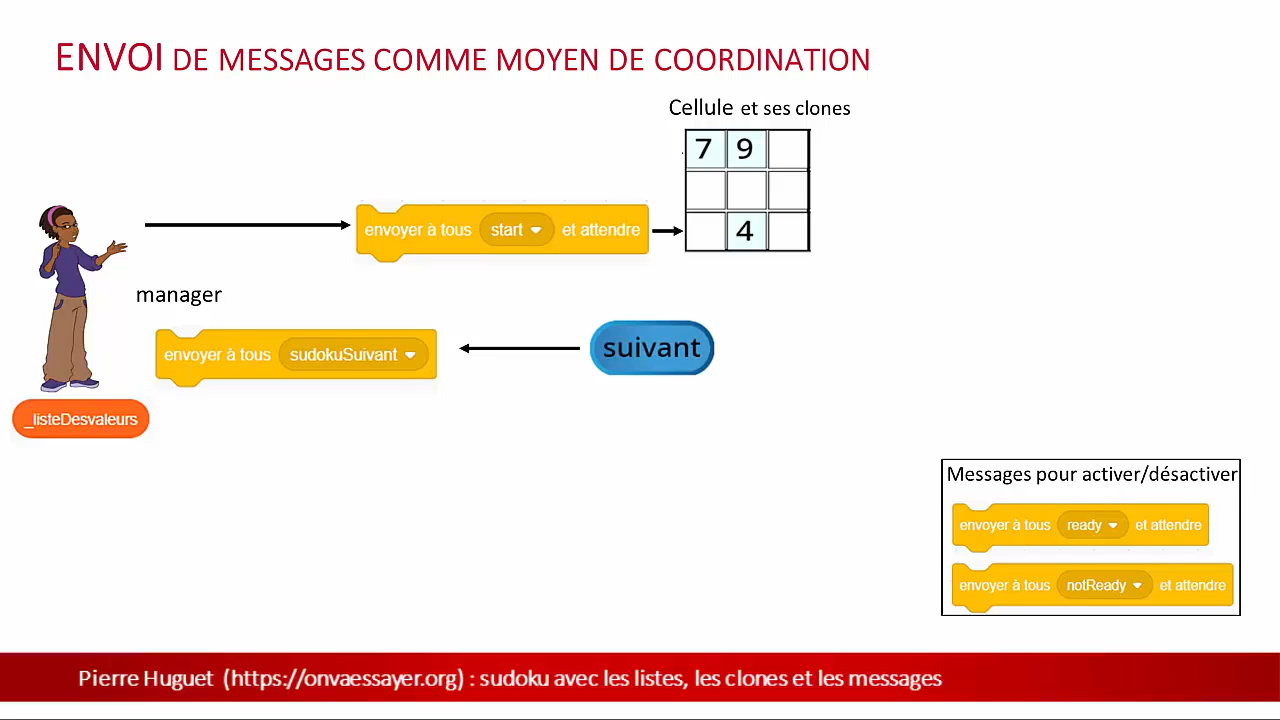 ENVOI DE MESSAGES COMME MOYEN DE COORDINATION
Cellule et ses clones
7 9
4
envoyer à tous start et attendre
manager
envoyer à tous sudokuSuivant
suivant
_listeDesvaleurs
Messages pour activer/désactiver
envoyer à tous ready et attendre
envoyer à tous notReady et attendre
Pierre Huguet (https://onvaessayer.org) : sudoku avec les listes, les clones et les messages